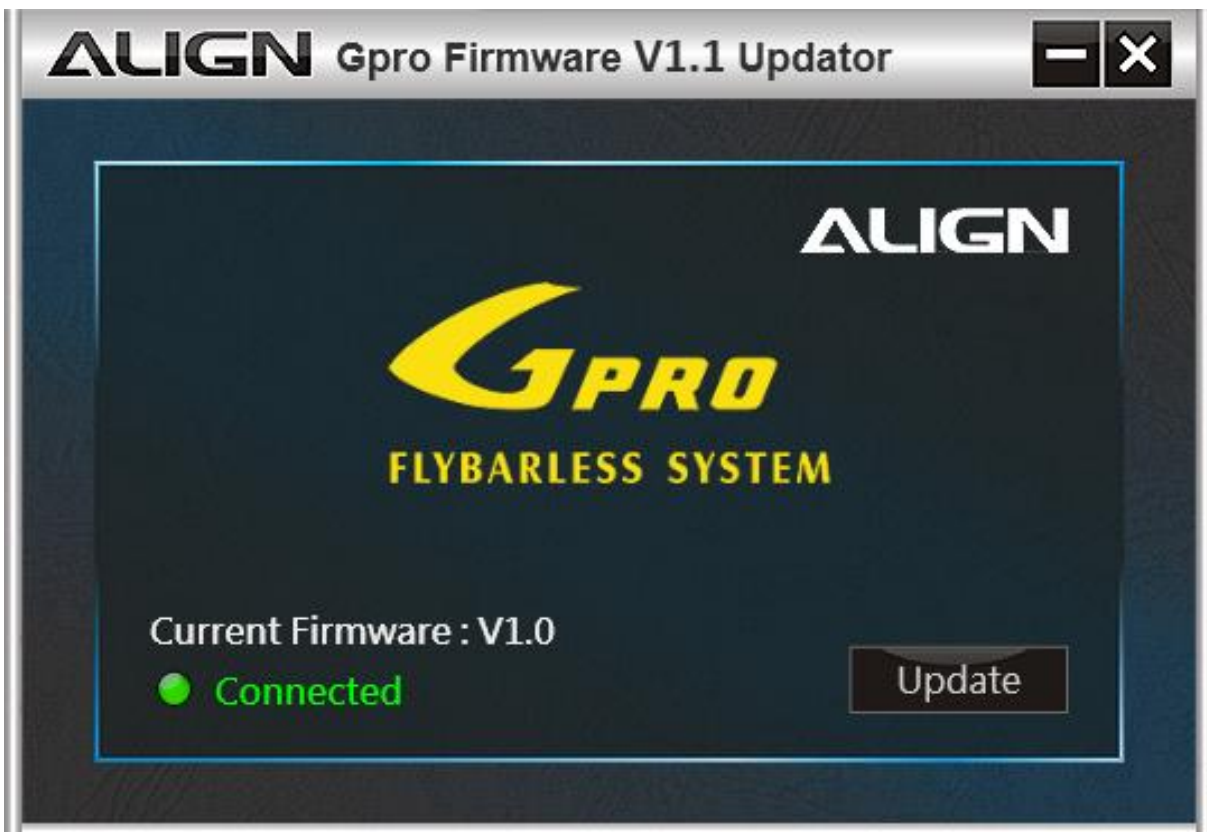 ALIGN Gpro Firmware V1.1 Updator
ALIGN
GPRO
FLYBARLESS SYSTEM
Current Firmware : V1.0
Connected
Update